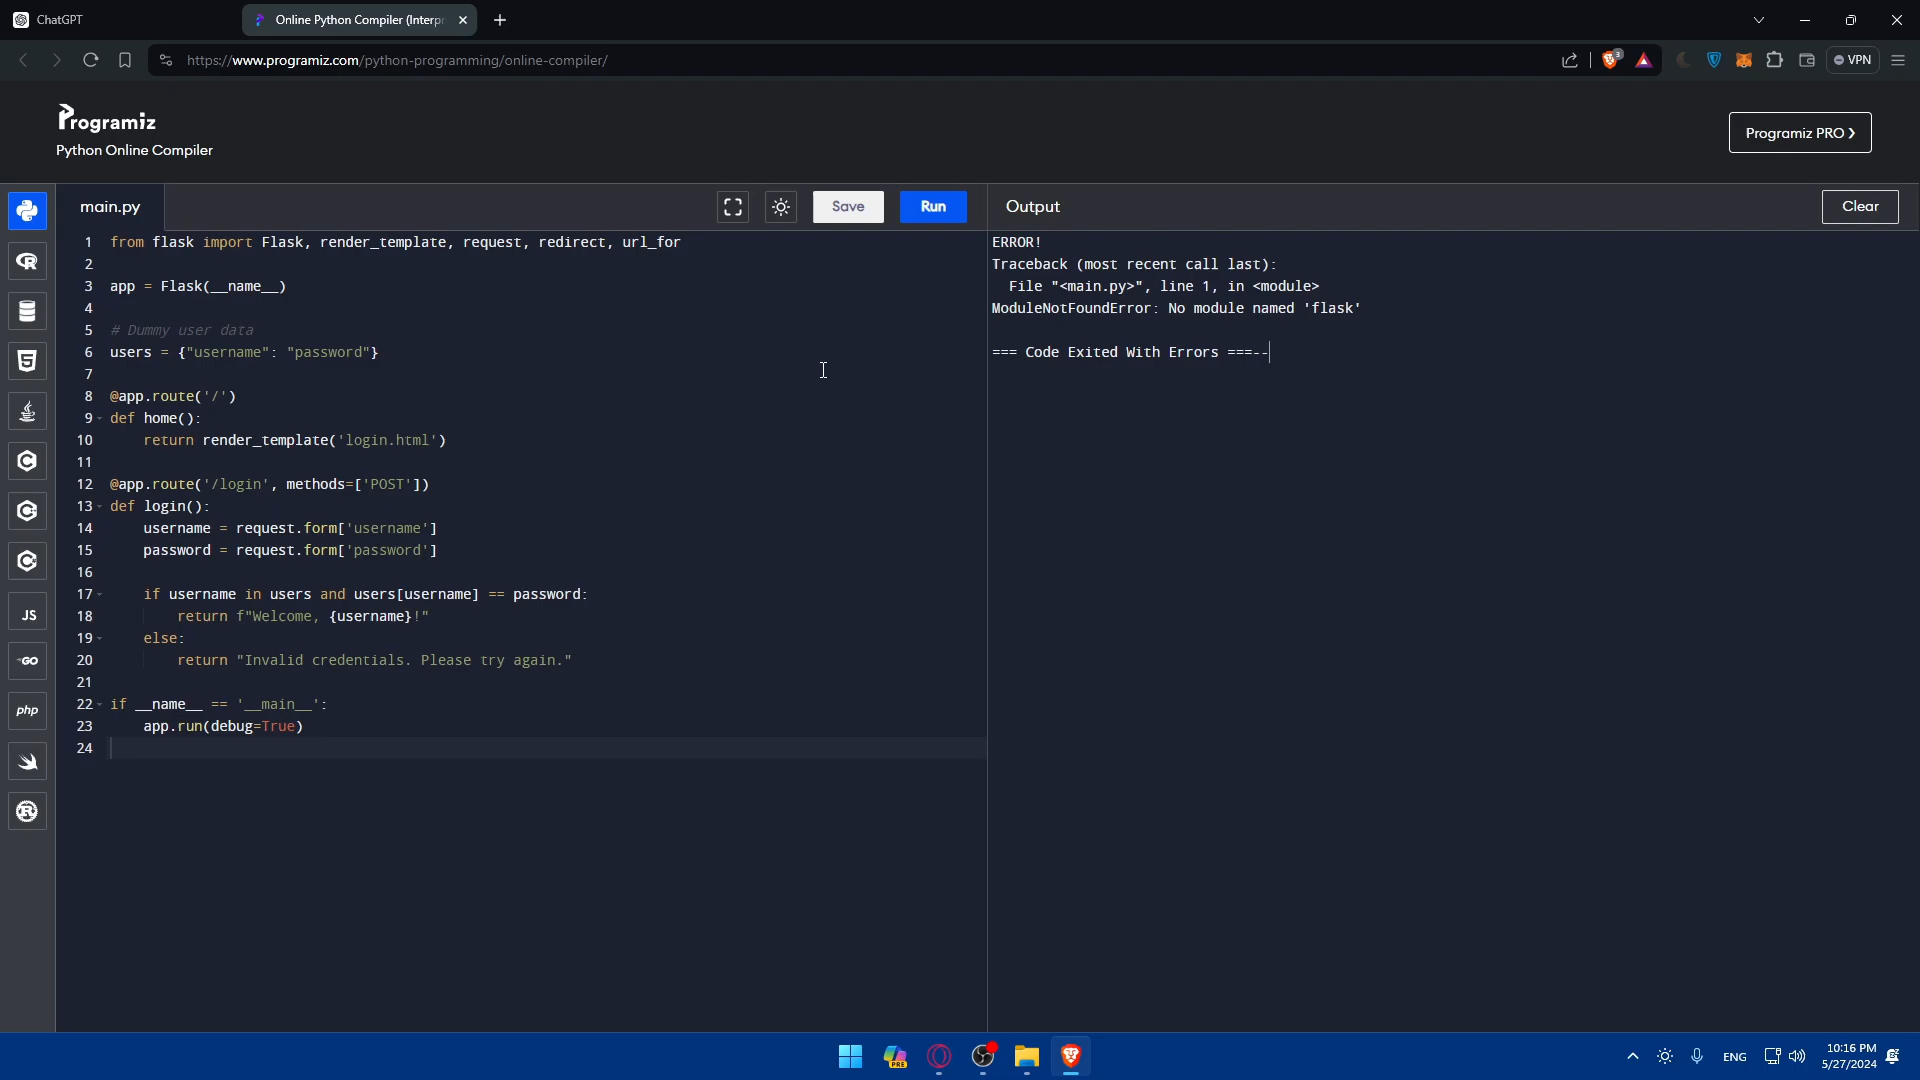 ChatGPT
Online Python Compiler (Interpr
https://www.programiz.com/python-programming/online-compiler/
3
VPN
Programiz
Python Online Compiler
Programiz PRO
main.py
Save
Run
Output
Clear
1 from flask import Flask, render_template, request, redirect, url_for
2
3 app = Flask(__name__)
4
5 # Dummy user data
6 users = {"username": "password"}
7
8 @app.route('/')
9 def home():
10 return render_template('login.html')
11
12 @app.route('/login', methods=['POST'])
13 def login():
14 username = request.form['username']
15 password = request.form['password']
16
17 if username in users and users[username] == password:
18 return f"Welcome, {username}!"
19 else:
20 return "Invalid credentials. Please try again."
21
22 if __name__ == '__main__':
23 app.run(debug=True)
24
ERROR!
Traceback (most recent call last):
File "<main.py>", line 1, in <module>
ModuleNotFoundError: No module named 'flask'
=== Code Exited With Errors ===--
R
5
C
C
C
JS
GO
php
R
PRE
ENG
10:16 PM
5/27/2024